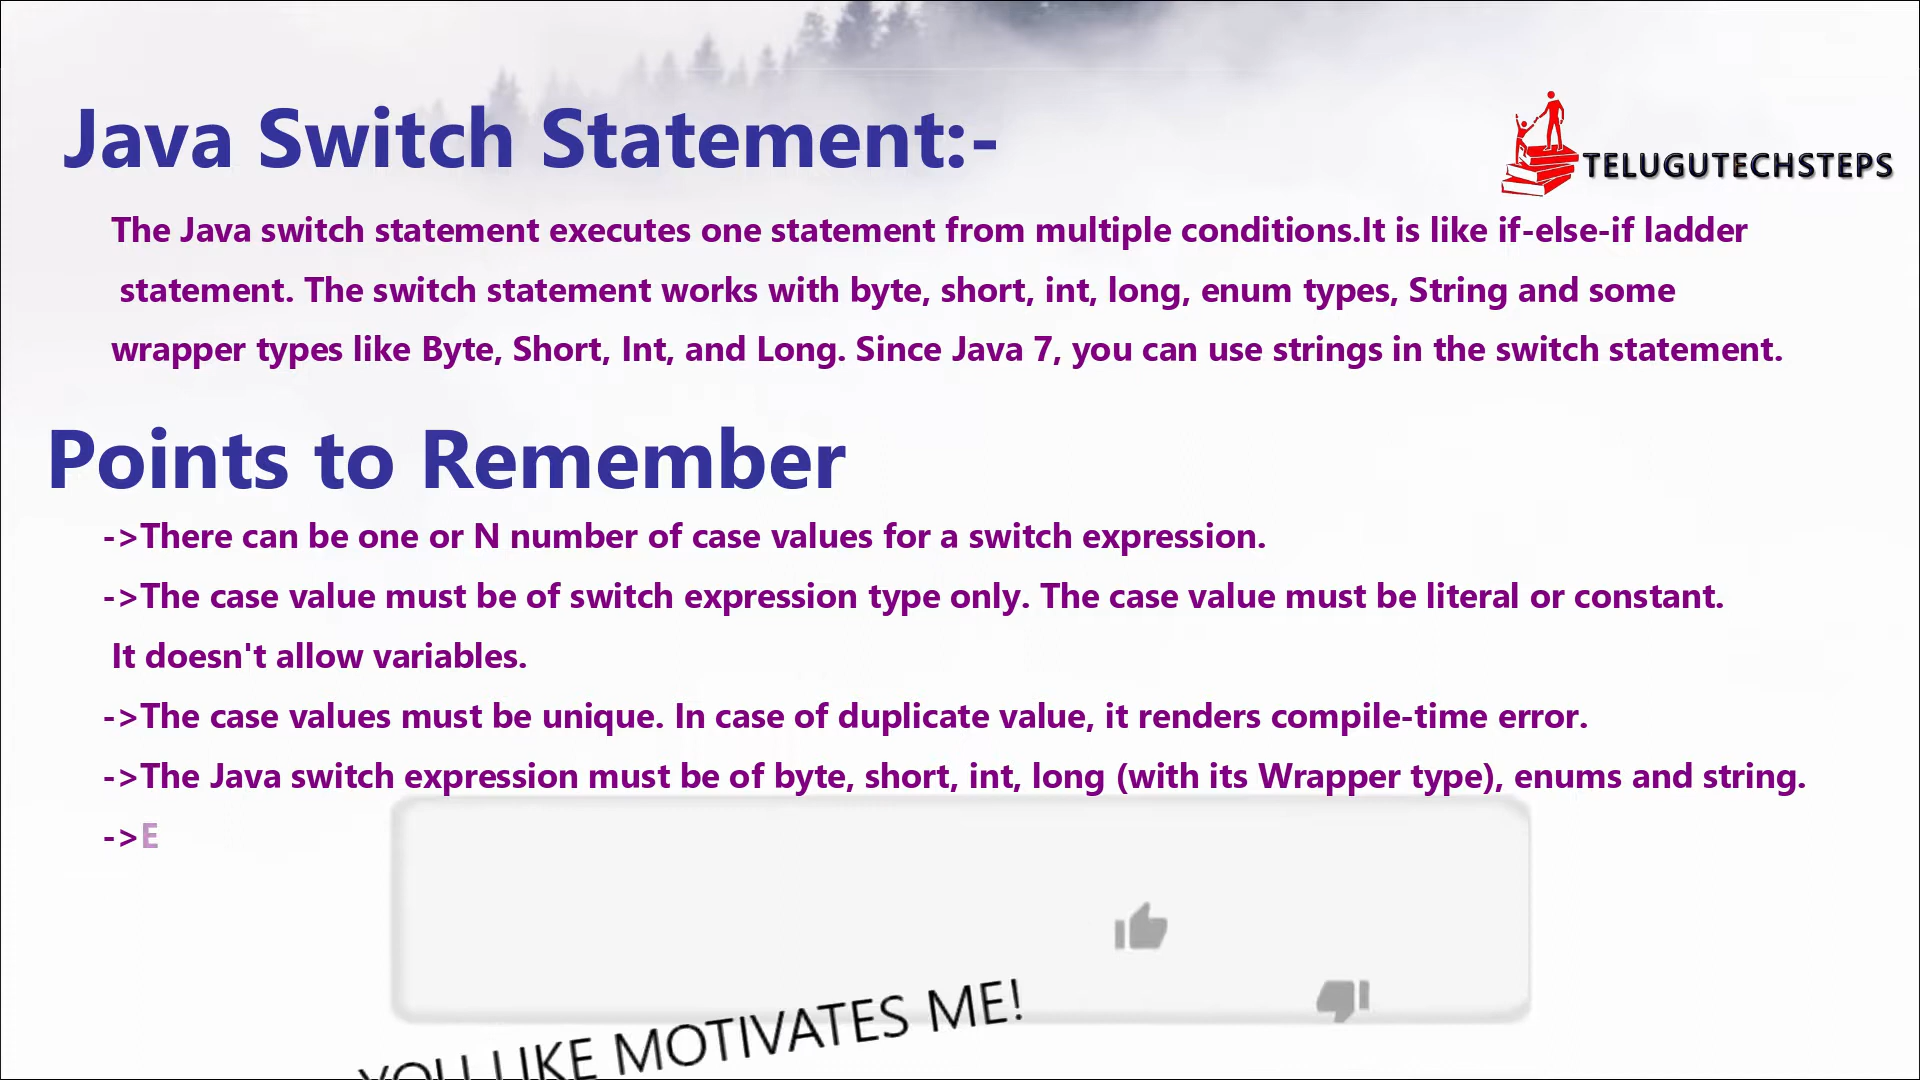 Java Switch Statement:-
TELUGUTECHSTEPS
The Java switch statement executes one statement from multiple conditions.It is like if-else-if ladder
statement. The switch statement works with byte, short, int, long, enum types, String and some
wrapper types like Byte, Short, Int, and Long. Since Java 7, you can use strings in the switch statement.
Points to Remember
->There can be one or N number of case values for a switch expression.
->The case value must be of switch expression type only. The case value must be literal or constant.
It doesn't allow variables.
->The case values must be unique. In case of duplicate value, it renders compile-time error.
->The Java switch expression must be of byte, short, int, long (with its Wrapper type), enums and string.
->E
YOU LIKE MOTIVATES ME!